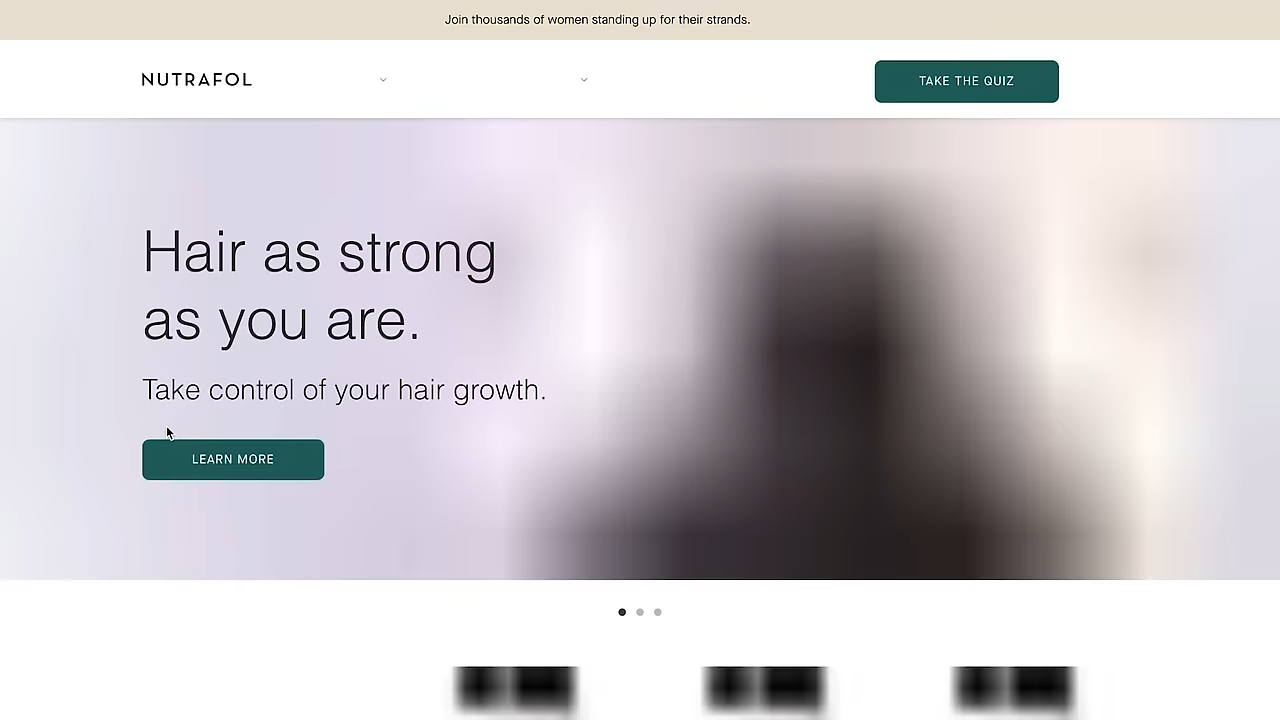 Join thousands of women standing up for their strands.
NUTRAFOL
TAKE THE QUIZ
Hair as strong
as you are.
Take control of your hair growth.
LEARN MORE